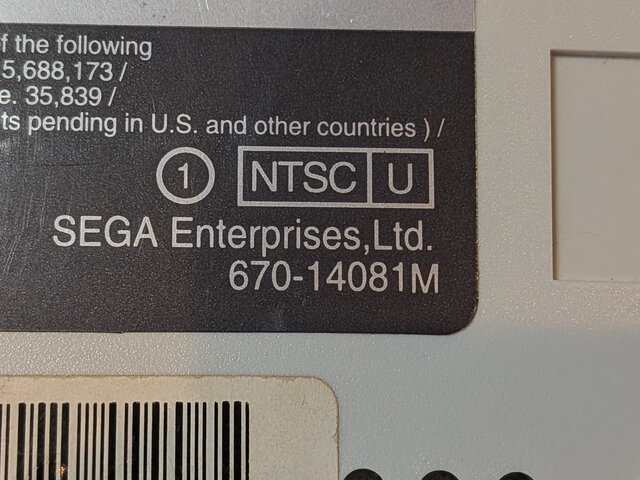 f the following
5,688,173 /
e. 35,839 /
ts pending in U.S. and other countries ) /
1 NTSC U
SEGA Enterprises,Ltd.
670-14081M